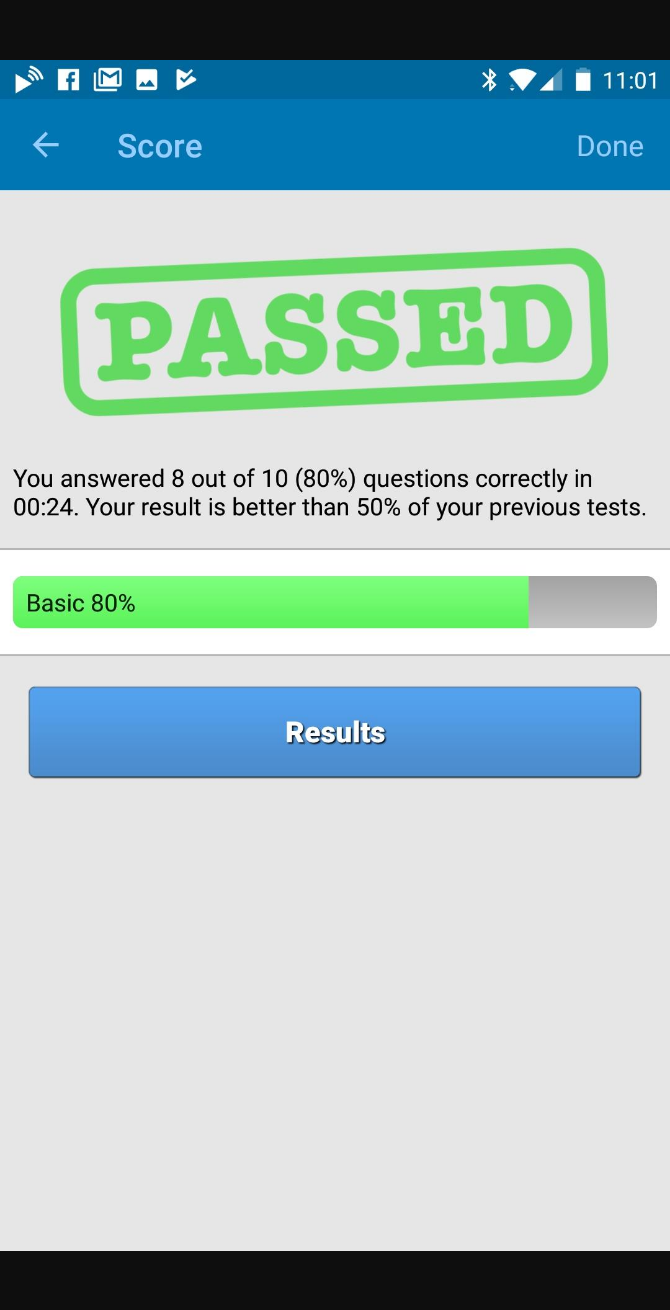 11:01
Score
Done
PASSED
You answered 8 out of 10 (80%) questions correctly in
00:24. Your result is better than 50% of your previous tests.
Basic 80%
Results